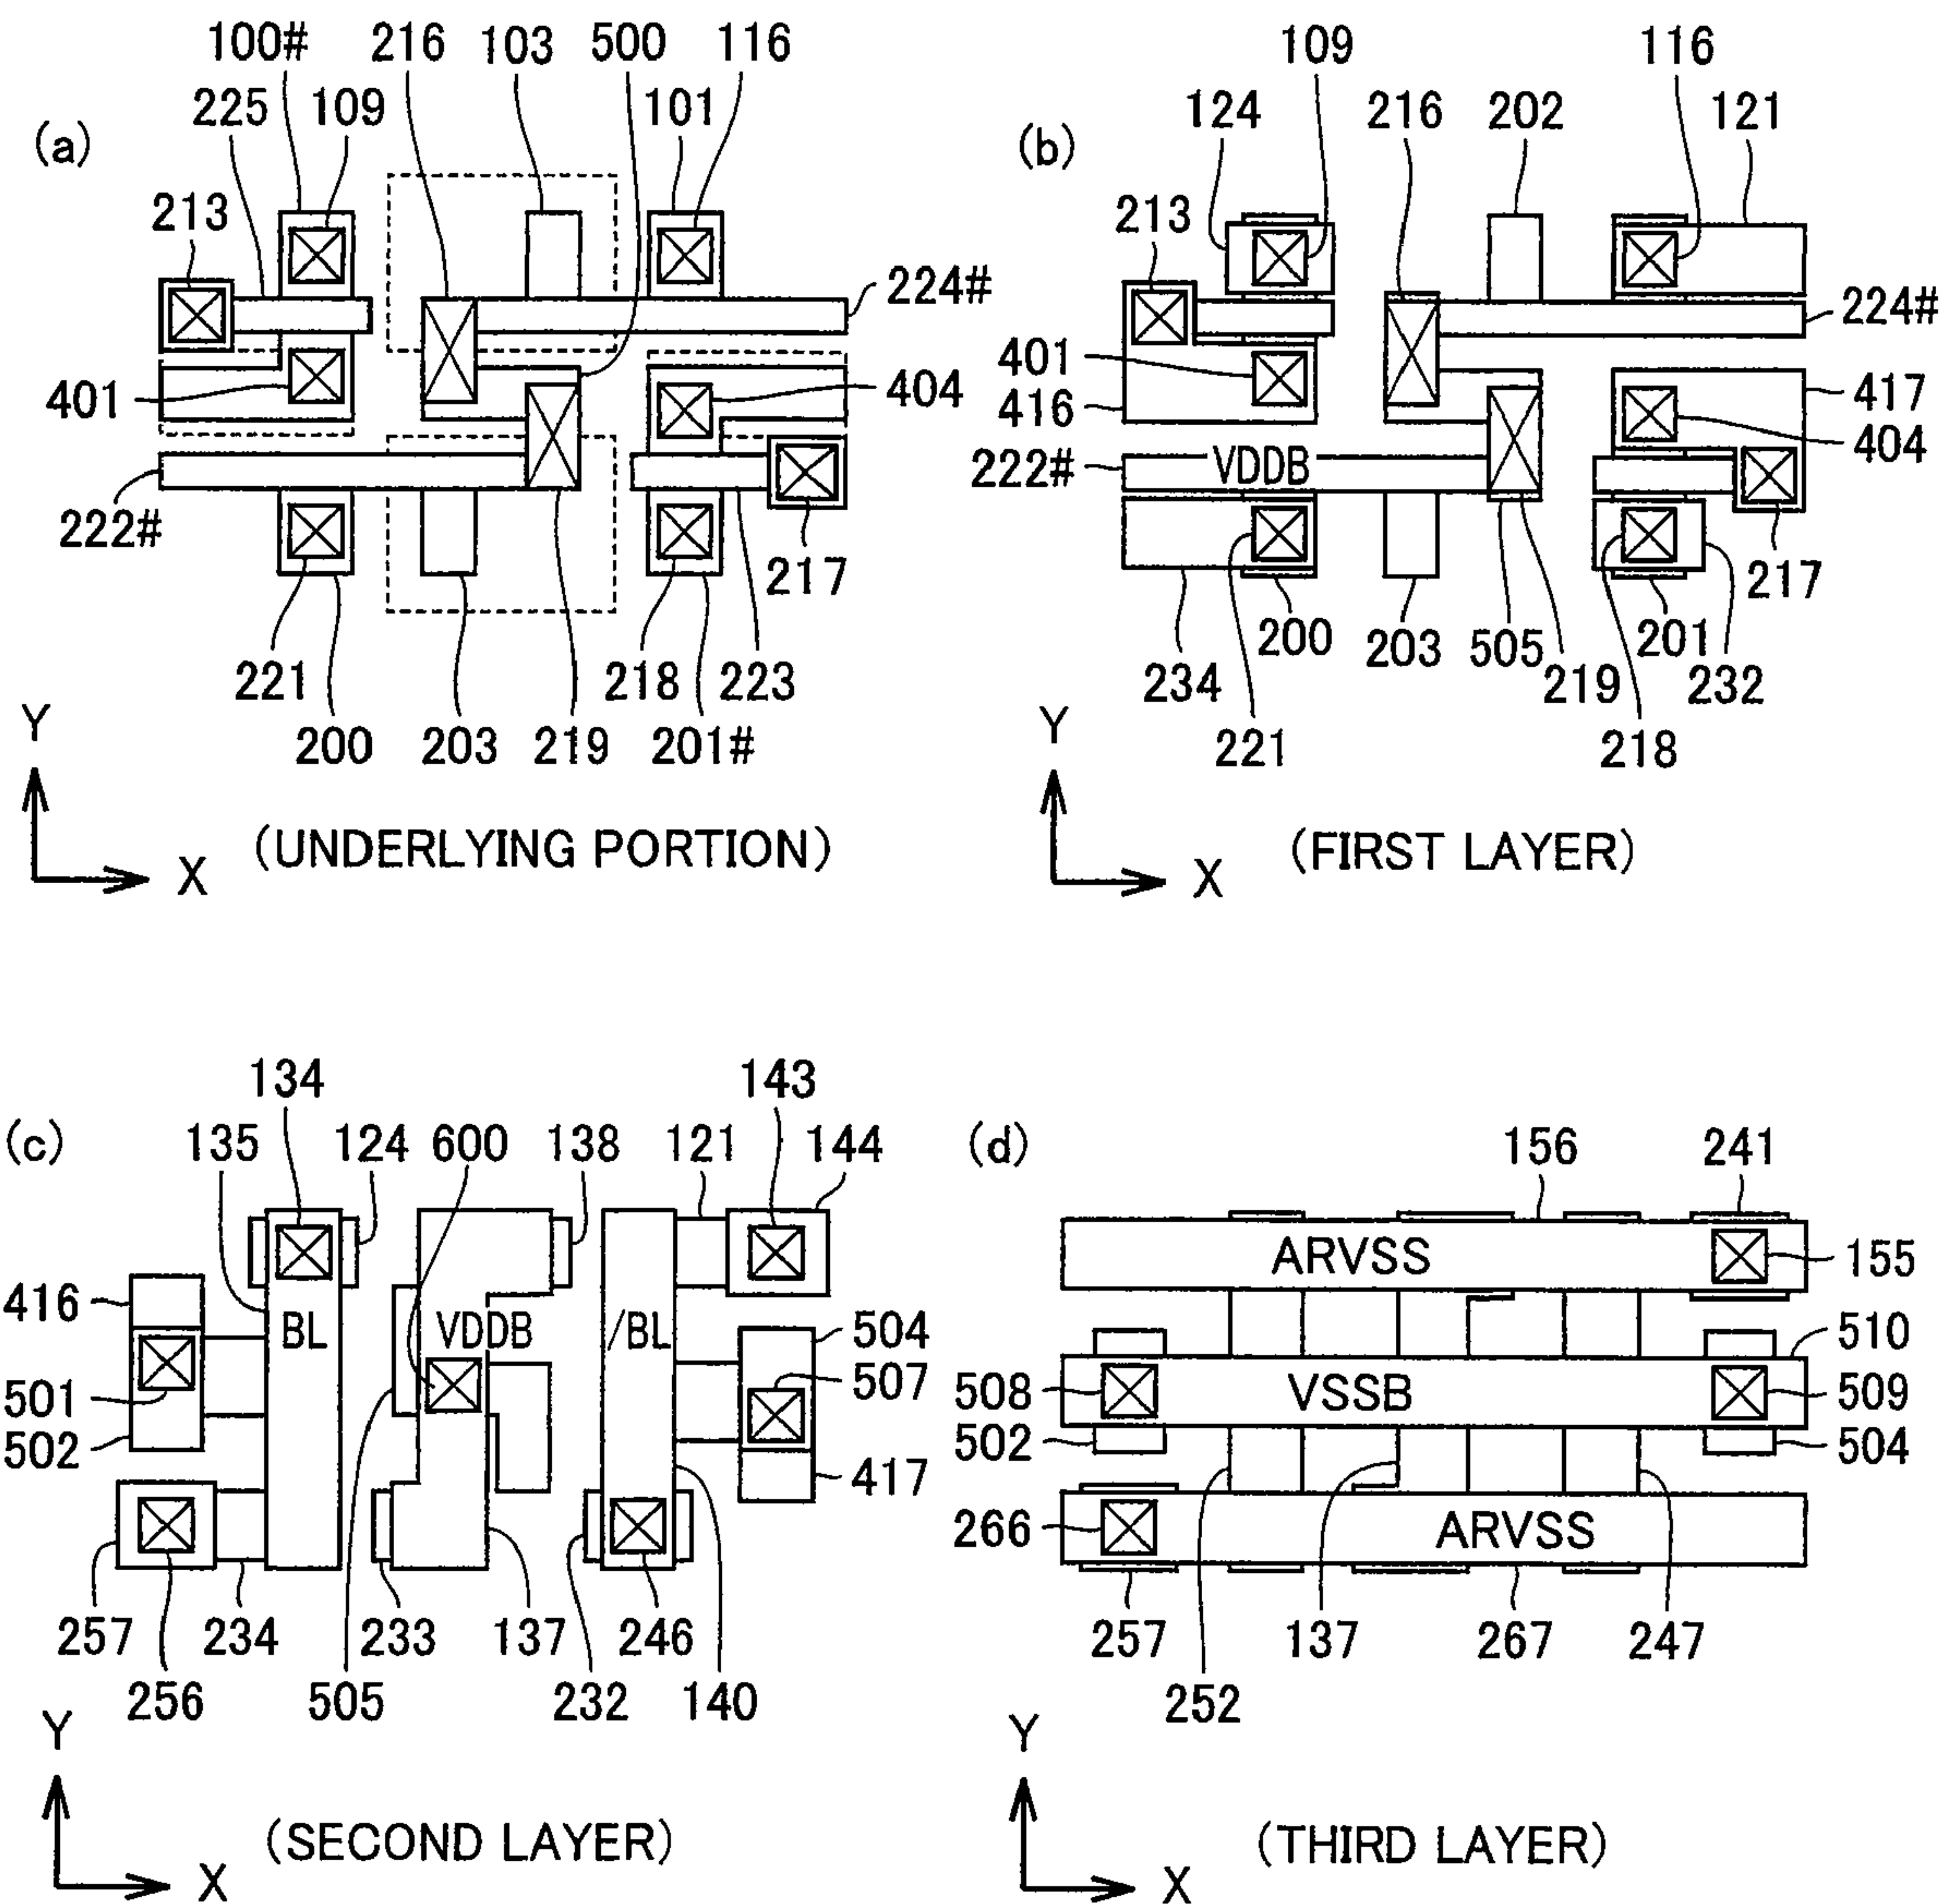 100# 216 103 500 116
225 109 101
(a)
213
224#
401 404
222#
217
221 218 223
200 203 219 201#
Y
X
(UNDERLYING PORTION)
109 116
124 216 202 121
(b)
213
224#
401
416 417
404
222# VDDB
217
200 203 505 201
234 219 232
221 218
Y
X
(FIRST LAYER)
134 143
(c) 135 124 600 138 121 144
416
BL VDDB /BL 504
507
501
502
417
257 234 233 137 246
256 505 232 140
Y
X
(SECOND LAYER)
(d) 156 241
ARVSS 155
510
508 VSSB 509
502 504
266 ARVSS
257 137 267 247
252
Y
X
(THIRD LAYER)